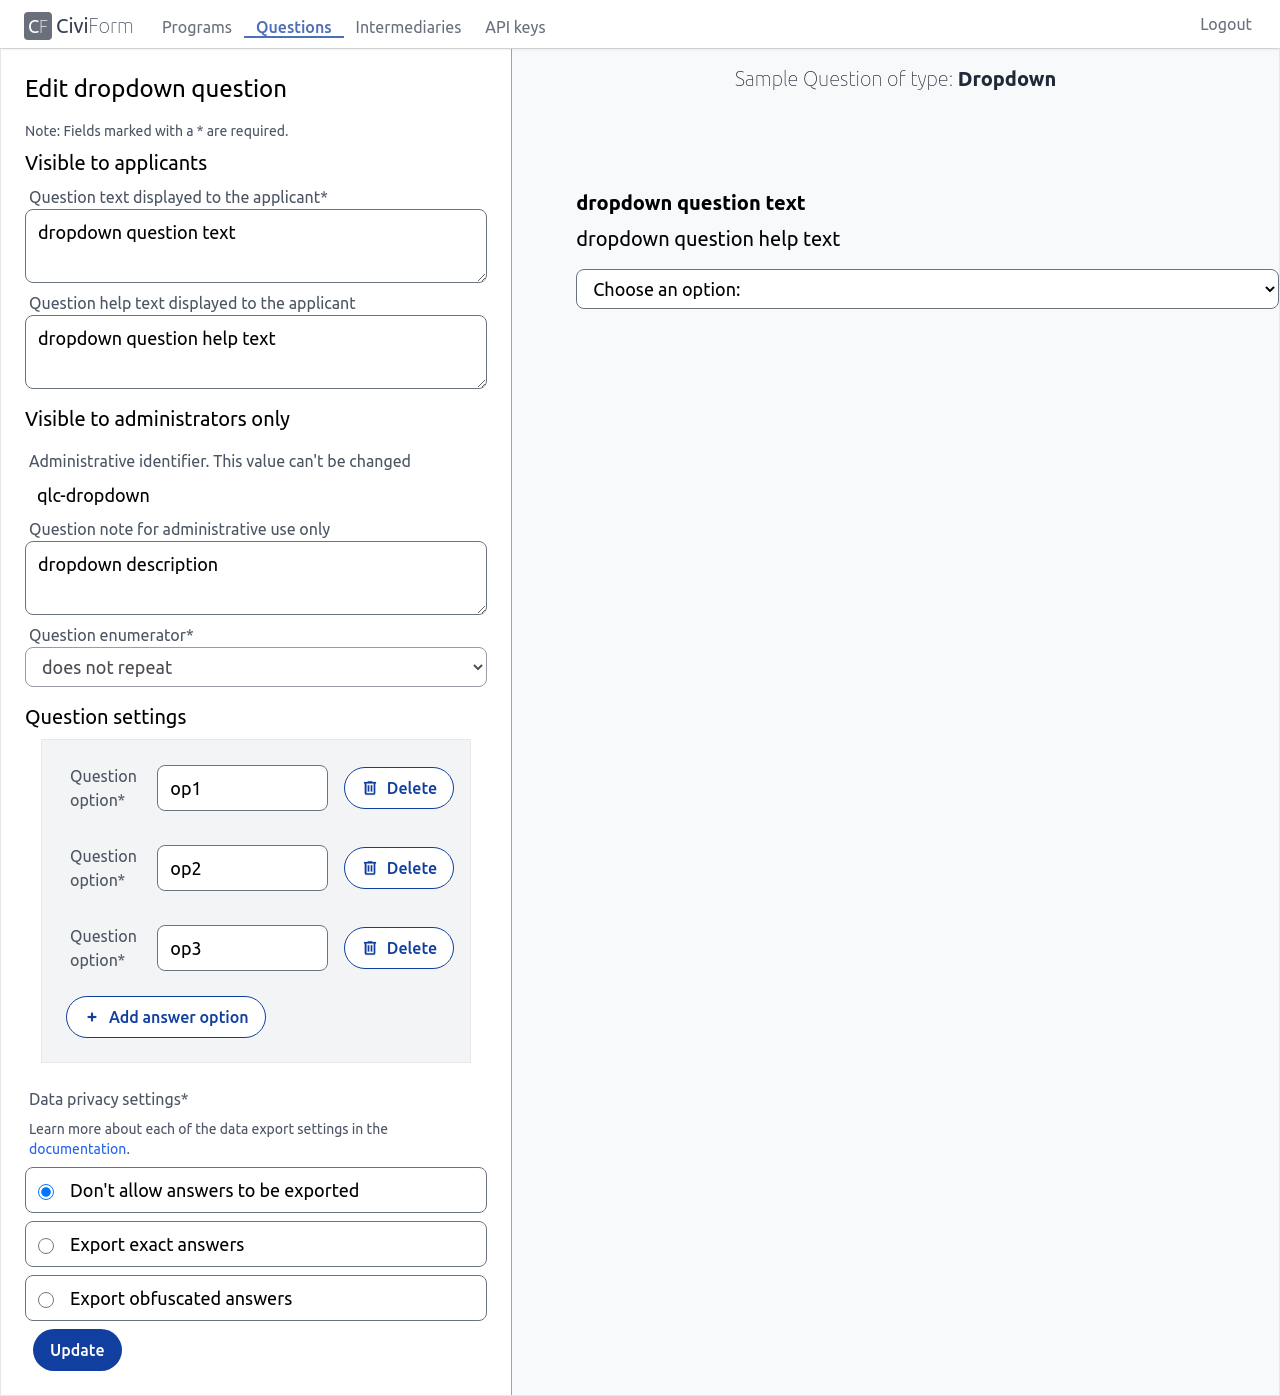 CF CiviForm Programs Questions Intermediaries API keys Logout
Edit dropdown question
Note: Fields marked with a * are required.
Visible to applicants
Question text displayed to the applicant*
dropdown question text
Question help text displayed to the applicant
dropdown question help text
Visible to administrators only
Administrative identifier. This value can't be changed
qlc-dropdown
Question note for administrative use only
dropdown description
Question enumerator*
does not repeat
Question settings
Question
option*
op1
Delete
Question
option*
op2
Delete
Question
option*
op3
Delete
+ Add answer option
Data privacy settings*
Learn more about each of the data export settings in the
documentation.
Don't allow answers to be exported
Export exact answers
Export obfuscated answers
Update
Sample Question of type: Dropdown
dropdown question text
dropdown question help text
Choose an option: